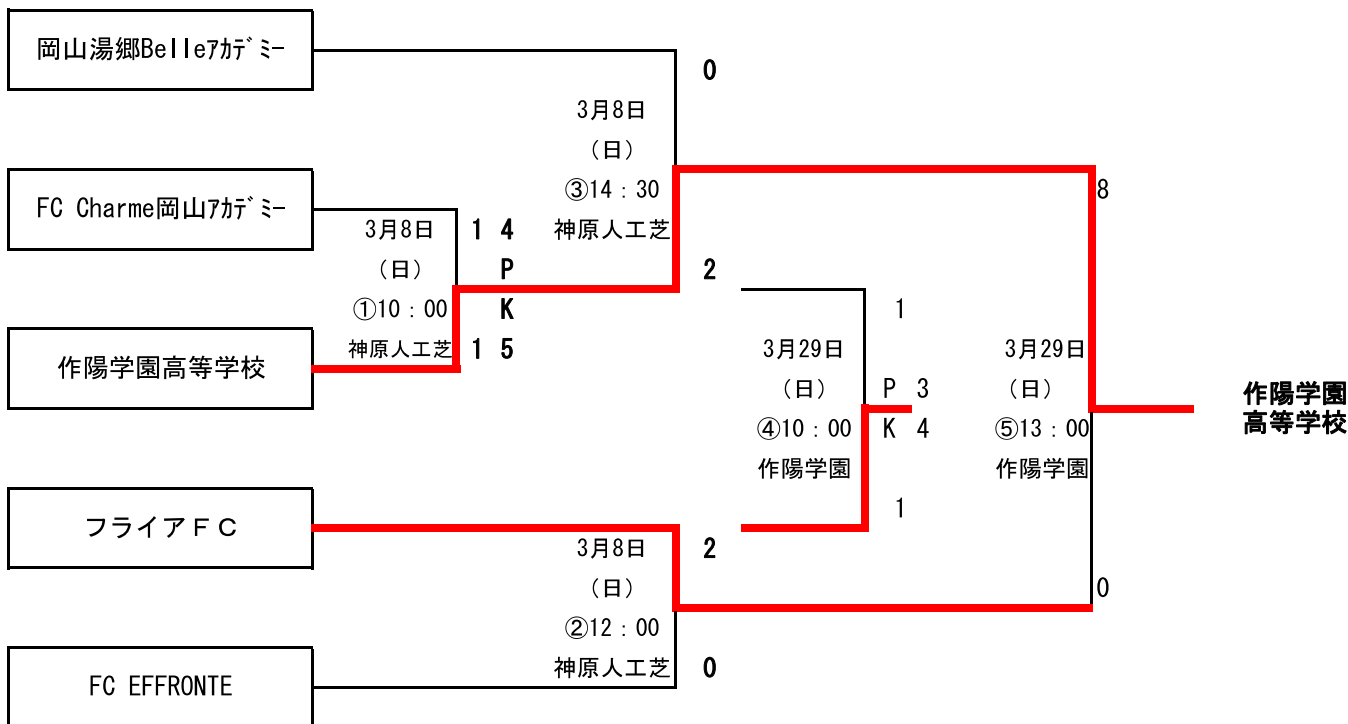 岡山湯郷Belleｱｶﾃﾞﾐｰ
0
3月8日
（日）
③14：30
神原人工芝
8
FC Charme岡山ｱｶﾃﾞﾐｰ
3月8日
（日）
①10：00
神原人工芝
1 4
P
K
1 5
2
作陽学園高等学校
1
3月29日
（日）
④10：00
作陽学園
P 3
K 4
1
3月29日
（日）
⑤13：00
作陽学園
作陽学園
高等学校
フライアＦＣ
2
3月8日
（日）
②12：00
神原人工芝
0
0
FC EFFRONTE